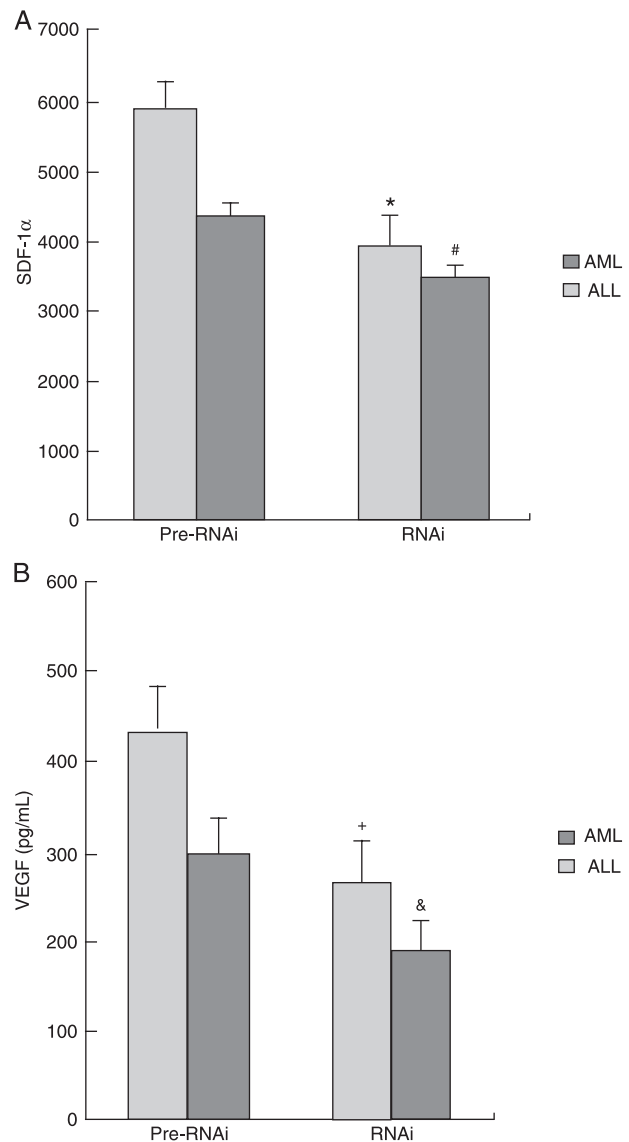 A
7000
6000
5000
4000
3000
2000
1000
0
SDF-1α
*
#
Pre-RNAi
RNAi
AML
ALL
B
600
500
400
300
200
100
0
VEGF (pg/mL)
+
&
Pre-RNAi
RNAi
AML
ALL